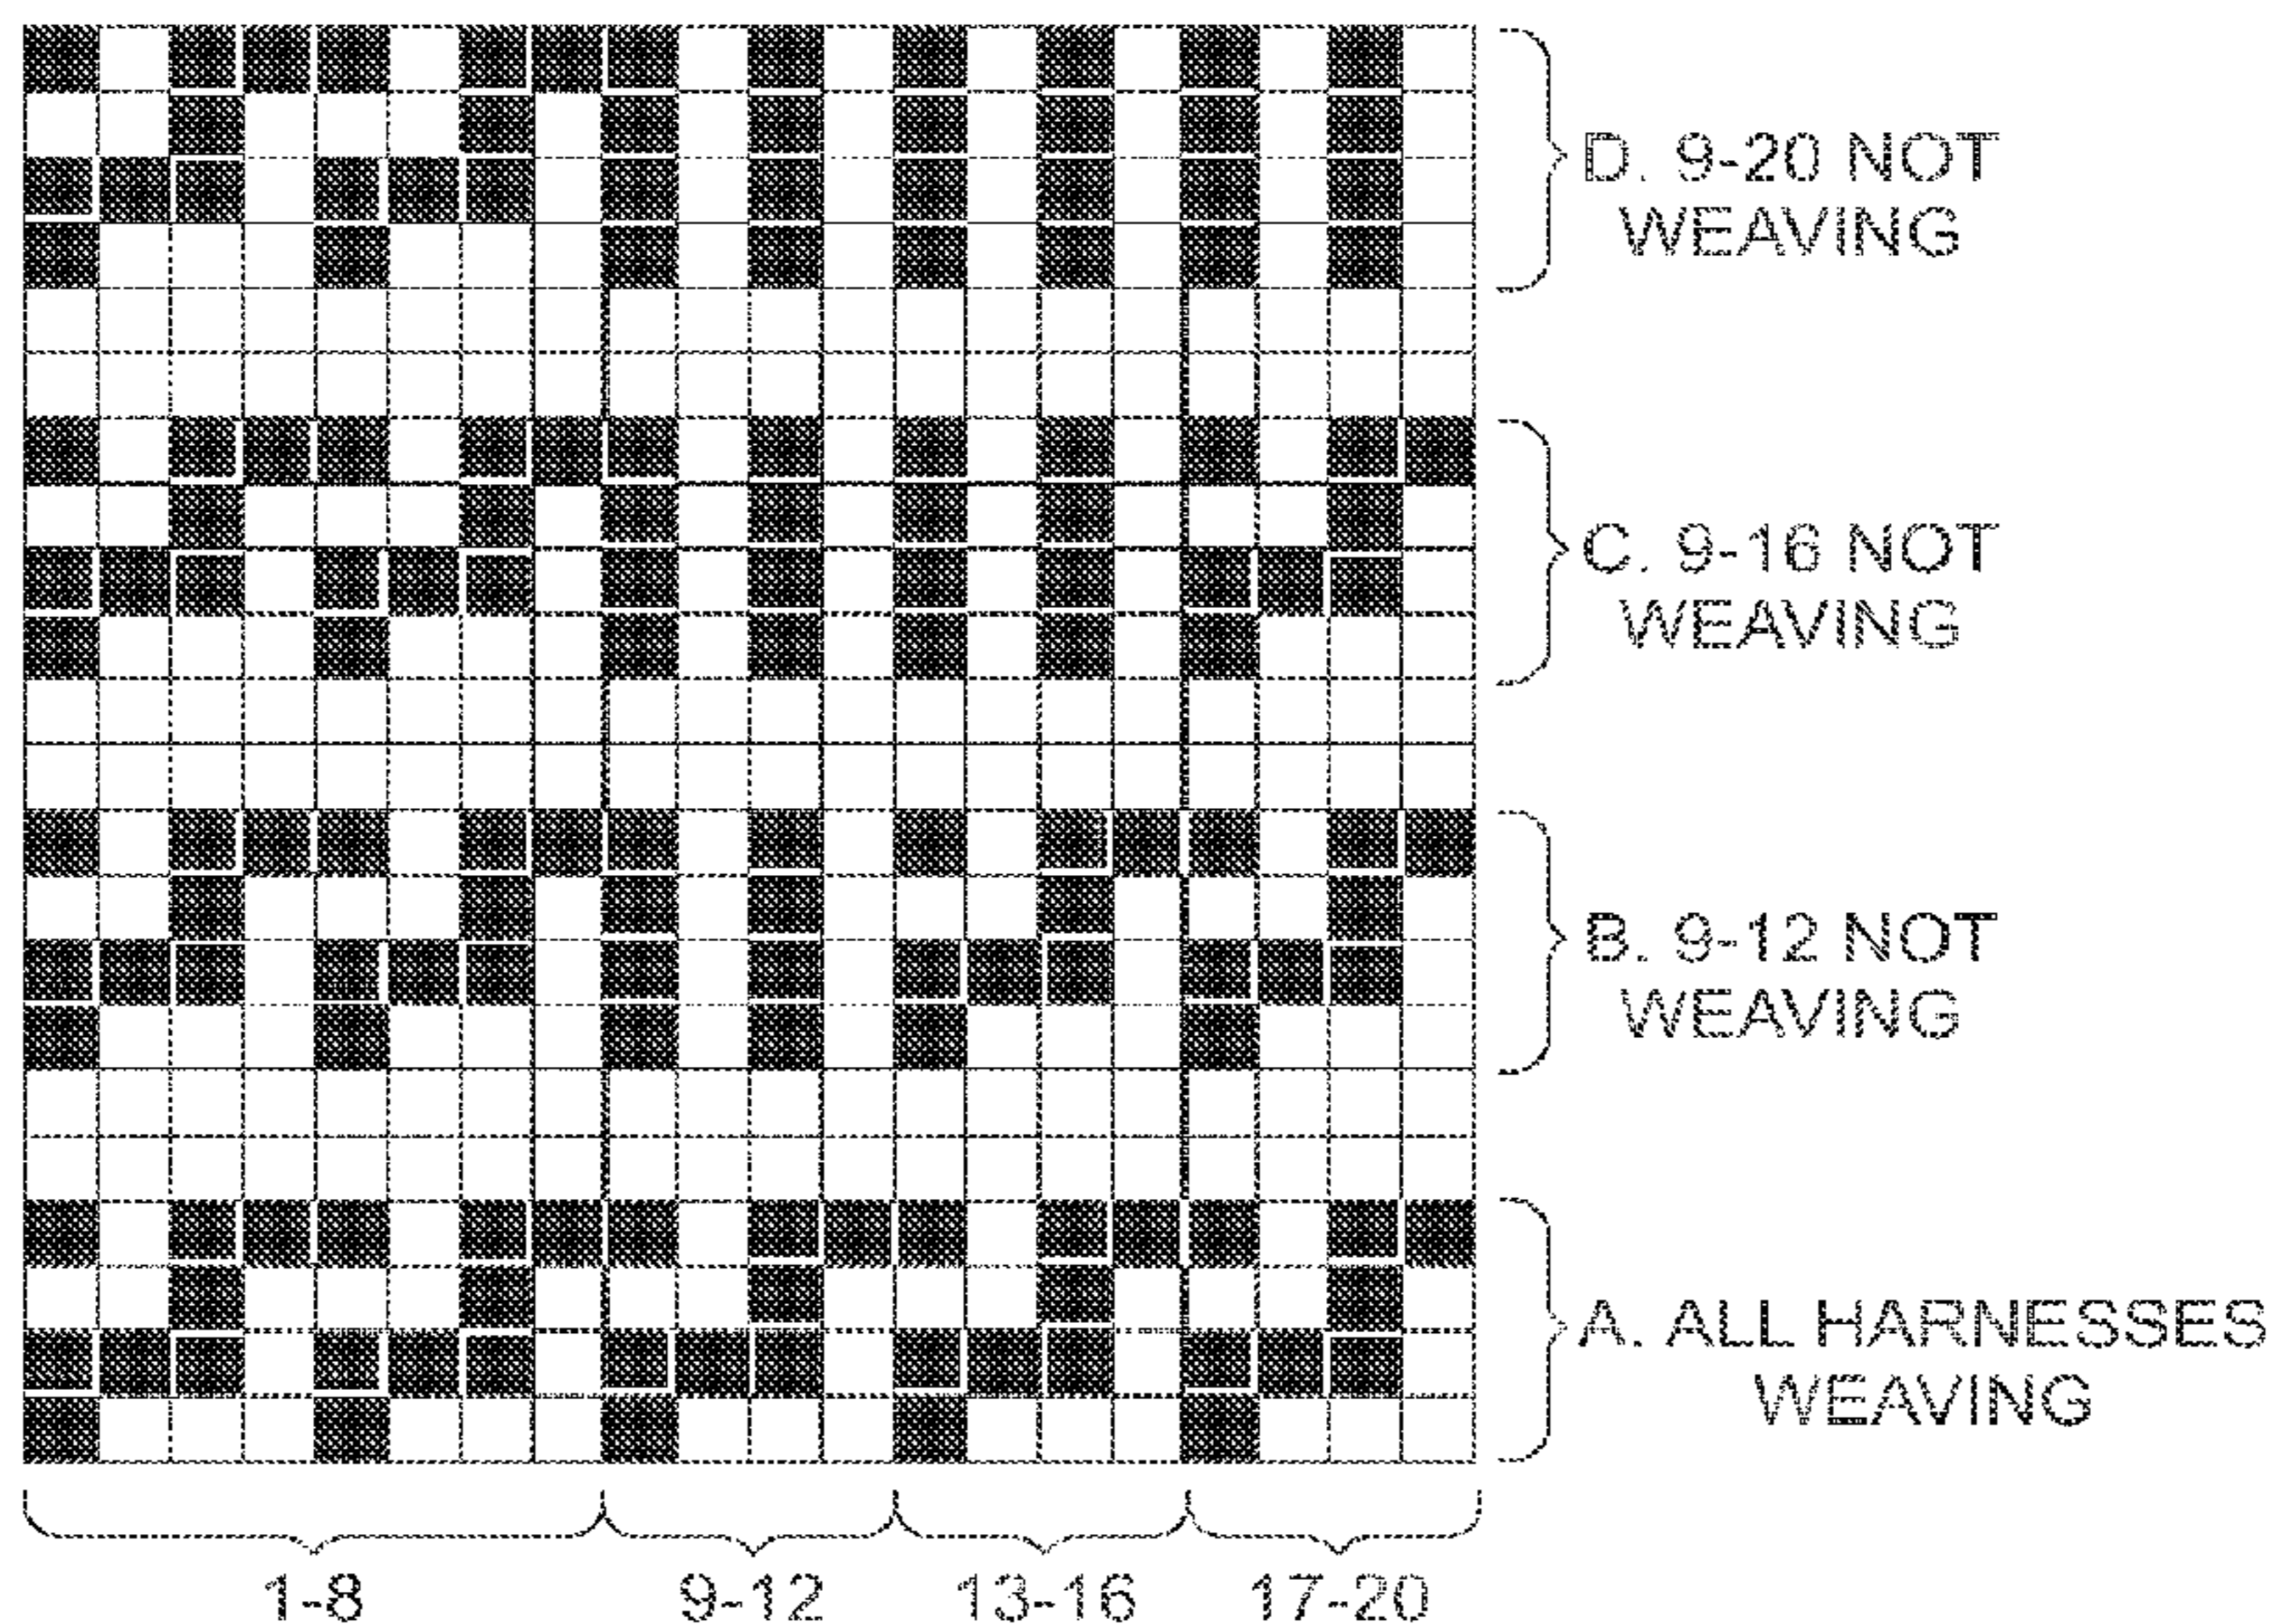 D. 9-20 NOT
WEAVING
C. 9-16 NOT
WEAVING
B. 9-12 NOT
WEAVING
A. ALL HARNESSES
WEAVING
1-8 9-12 13-16 17-20